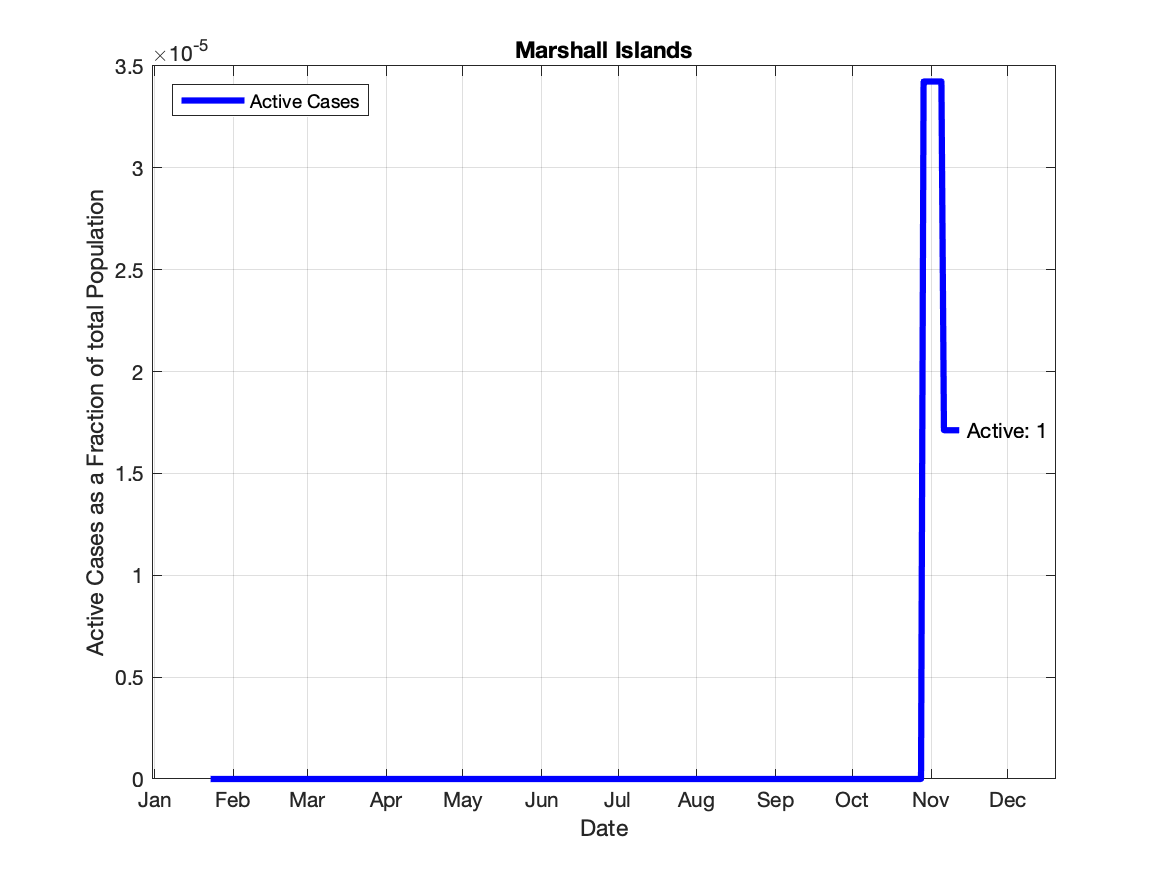 Marshall Islands
×10-5
3.5
3
2.5
2
1.5
1
0.5
0
Active Cases as a Fraction of total Population
Active Cases
Active: 1
Jan Feb Mar Apr May Jun Jul Aug Sep Oct Nov Dec
Date